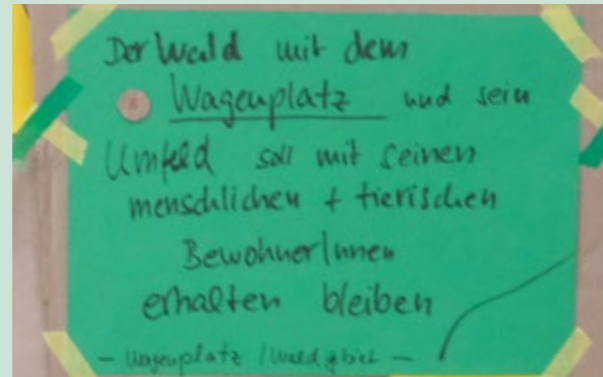 Der Wald mit dem
Wagenplatz und sein
Umfeld soll mit seinen
menschlichen + tierischen
BewohnerInnen
erhalten bleiben
- Wagenplatz / Waldgebiet -